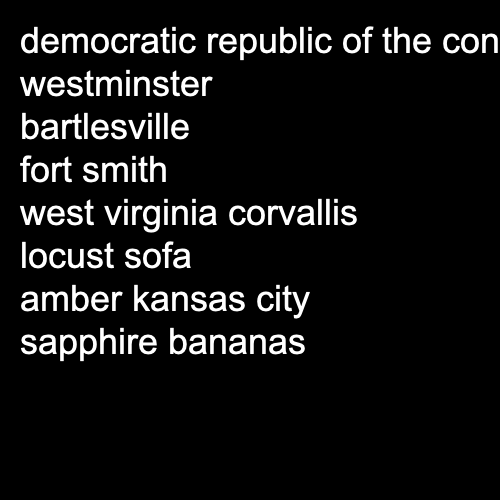 democratic republic of the con
westminster
bartlesville
fort smith
west virginia corvallis
locust sofa
amber kansas city
sapphire bananas